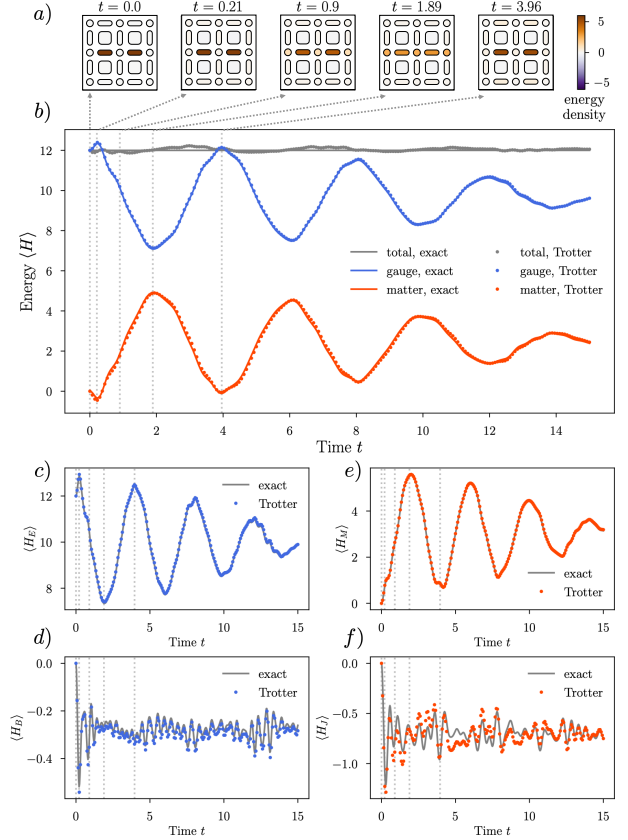 a)
t = 0.0
t = 0.21
t = 0.9
t = 1.89
t = 3.96
5
0
−5
energy
density
b)
12
10
8
6
4
2
0
Energy ⟨H⟩
total, exact
gauge, exact
matter, exact
total, Trotter
gauge, Trotter
matter, Trotter
0
2
4
6
8
10
12
14
Time t
c)
12
10
8
⟨H_E⟩
exact
Trotter
0
5
10
15
Time t
e)
4
2
0
⟨H_M⟩
exact
Trotter
0
5
10
15
Time t
d)
0.0
−0.2
−0.4
⟨H_B⟩
exact
Trotter
0
5
10
15
Time t
f)
0.0
−0.5
−1.0
⟨H_J⟩
exact
Trotter
0
5
10
15
Time t